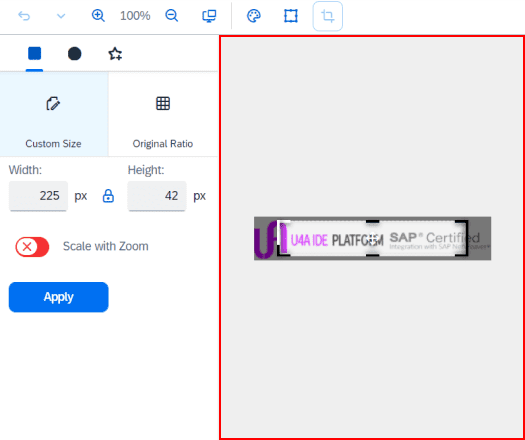 100%
Custom Size
Original Ratio
Width:
Height:
225 px
42 px
Scale with Zoom
Apply
U4A IDE PLATFORM
SAP® Certified
Integration with SAP